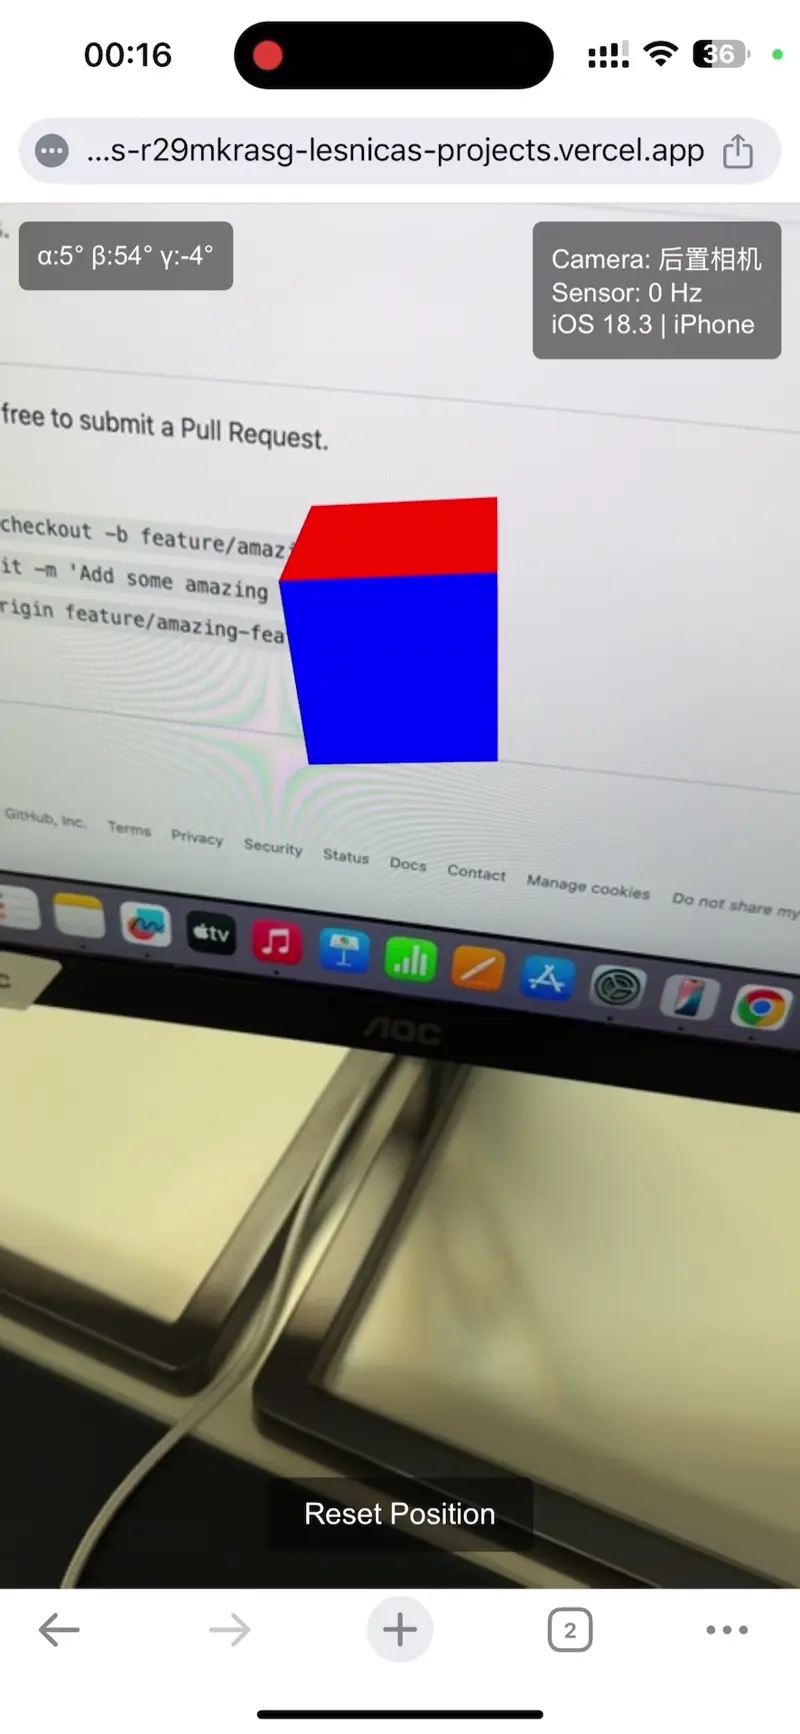 00:16
36
...s-r29mkrasg-lesnicas-projects.vercel.app
s.
α:5° β:54° γ:-4°
Camera: 后置相机
Sensor: 0 Hz
iOS 18.3 | iPhone
free to submit a Pull Request.
checkout -b feature/amazi
it -m 'Add some amazing
rigin feature/amazing-fea
GitHub, Inc. Terms Privacy Security Status Docs Contact Manage cookies Do not share my
tv
AOC
Reset Position
2